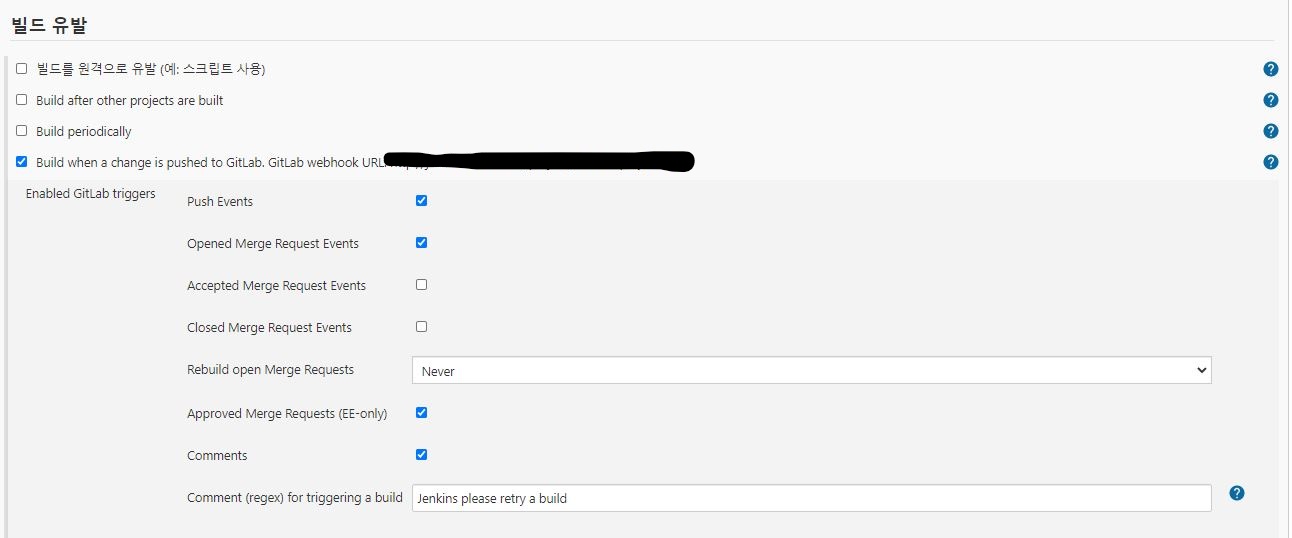 빌드 유발
빌드를 원격으로 유발 (예: 스크립트 사용)
Build after other projects are built
Build periodically
Build when a change is pushed to GitLab. GitLab webhook URL:
Enabled GitLab triggers
Push Events
Opened Merge Request Events
Accepted Merge Request Events
Closed Merge Request Events
Rebuild open Merge Requests
Never
Approved Merge Requests (EE-only)
Comments
Comment (regex) for triggering a build
Jenkins please retry a build